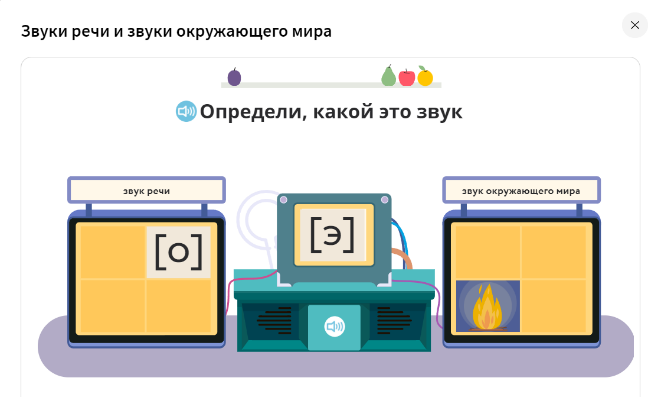 Звуки речи и звуки окружающего мира
Определи, какой это звук
звук речи
звук окружающего мира
[о]
[э]